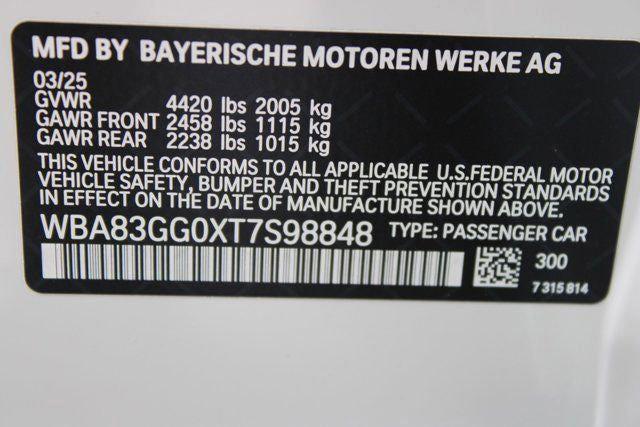 MFD BY BAYERISCHE MOTOREN WERKE AG
03/25
GVWR 4420 lbs 2005 kg
GAWR FRONT 2458 lbs 1115 kg
GAWR REAR 2238 lbs 1015 kg
THIS VEHICLE CONFORMS TO ALL APPLICABLE U.S.FEDERAL MOTOR
VEHICLE SAFETY, BUMPER AND THEFT PREVENTION STANDARDS
IN EFFECT ON THE DATE OF MANUFACTURE SHOWN ABOVE.
WBA83GG0XT7S98848 TYPE: PASSENGER CAR
300
7 315 814